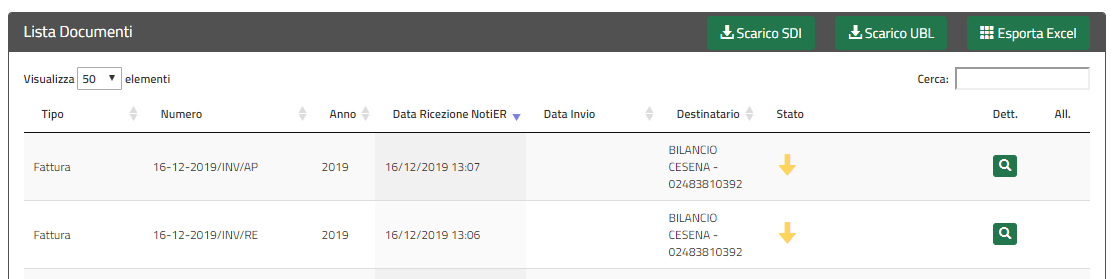 Lista Documenti
Scarico SDI
Scarico UBL
Esporta Excel
Visualizza 50 elementi
Cerca:
Tipo Numero Anno Data Ricezione NotiER Data Invio Destinatario Stato Dett. All.
Fattura 16-12-2019/INV/AP 2019 16/12/2019 13:07
BILANCIO
CESENA -
02483810392
Fattura 16-12-2019/INV/RE 2019 16/12/2019 13:06
BILANCIO
CESENA -
02483810392